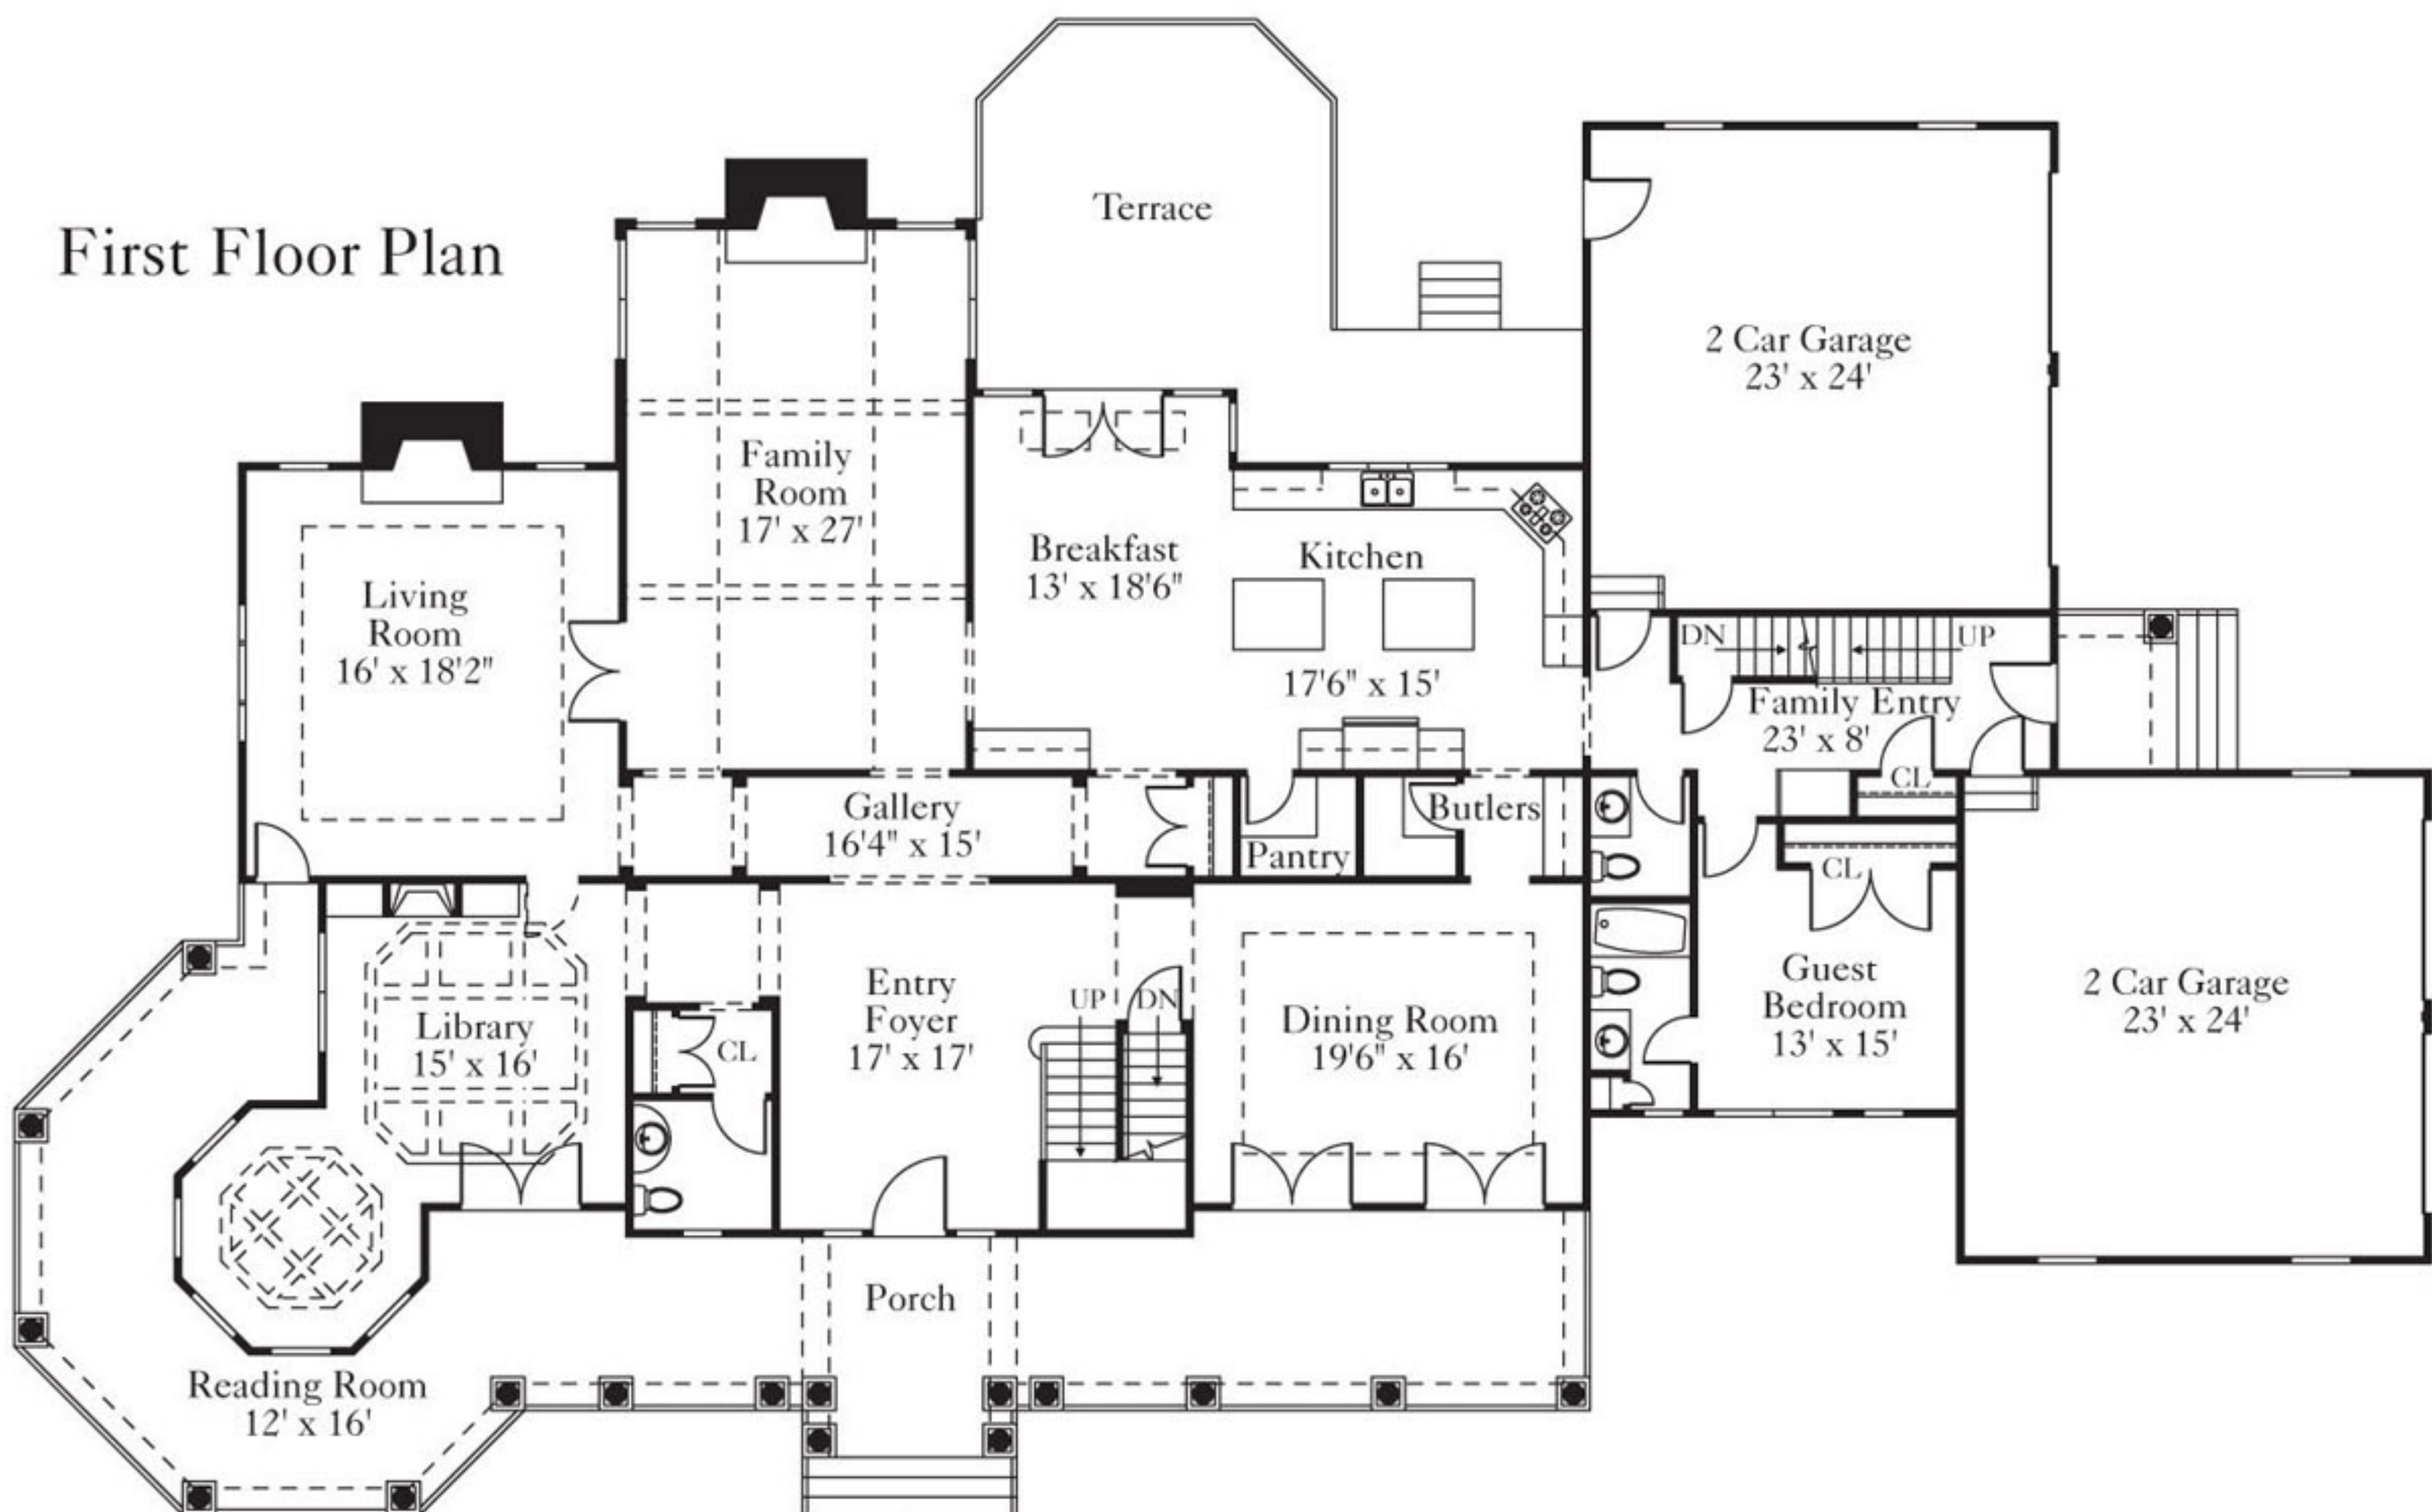 First Floor Plan
Terrace
2 Car Garage
23' x 24'
Family
Room
17' x 27'
Living
Room
16' x 18'2"
Breakfast
13' x 18'6"
Kitchen
17'6" x 15'
DN
UP
Family Entry
23' x 8'
CL
Gallery
16'4" x 15'
Pantry
Butlers
CL
Library
15' x 16'
CL
Entry
Foyer
17' x 17'
UP
DN
Dining Room
19'6" x 16'
Guest
Bedroom
13' x 15'
2 Car Garage
23' x 24'
Porch
Reading Room
12' x 16'